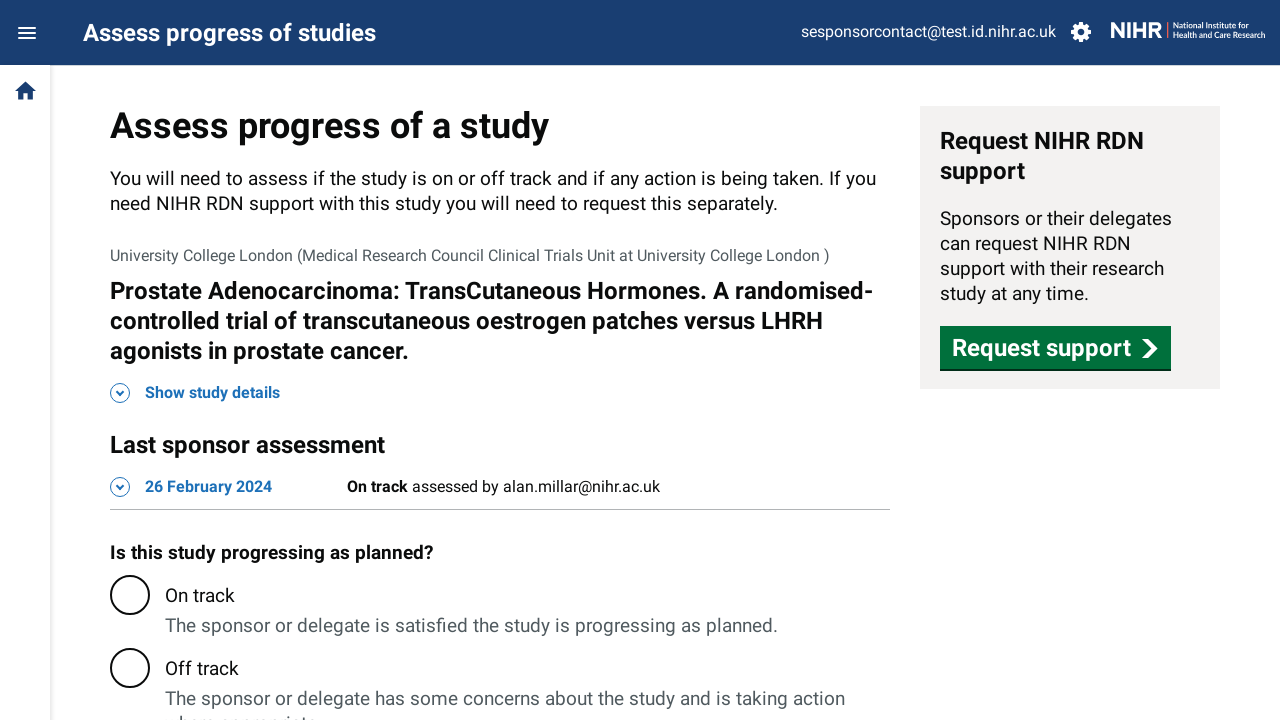 Assess progress of studies
sesponsorcontact@test.id.nihr.ac.uk
NIHR
National Institute for
Health and Care Research
Assess progress of a study
You will need to assess if the study is on or off track and if any action is being taken. If you
need NIHR RDN support with this study you will need to request this separately.
University College London (Medical Research Council Clinical Trials Unit at University College London )
Prostate Adenocarcinoma: TransCutaneous Hormones. A randomised-
controlled trial of transcutaneous oestrogen patches versus LHRH
agonists in prostate cancer.
Show study details
Last sponsor assessment
26 February 2024 On track assessed by alan.millar@nihr.ac.uk
Is this study progressing as planned?
On track
The sponsor or delegate is satisfied the study is progressing as planned.
Off track
The sponsor or delegate has some concerns about the study and is taking action
Request NIHR RDN
support
Sponsors or their delegates
can request NIHR RDN
support with their research
study at any time.
Request support